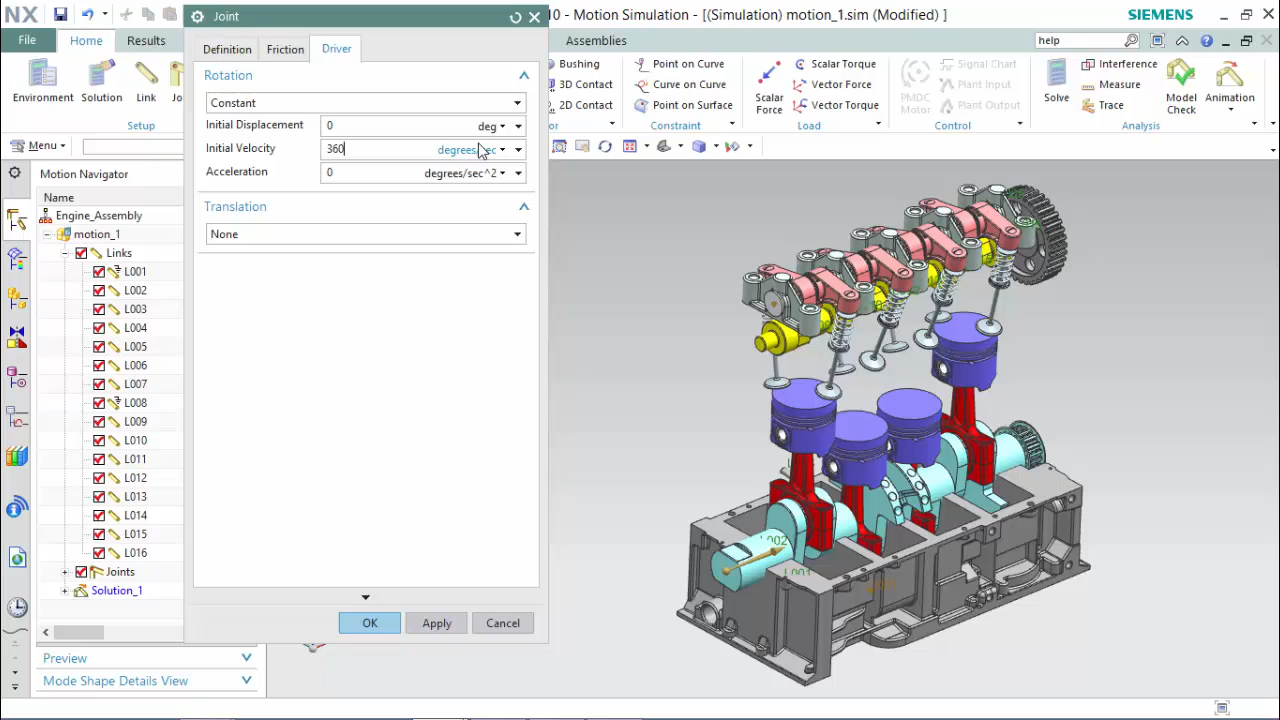 NX
Joint
10 - Motion Simulation - [(Simulation) motion_1.sim (Modified) ]
SIEMENS
File
Home
Results
Assemblies
help
Definition
Friction
Driver
Environment
Solution
Link
Setup
Bushing
3D Contact
2D Contact
Point on Curve
Curve on Curve
Point on Surface
Constraint
Scalar Force
Scalar Torque
Vector Force
Vector Torque
Load
PMDC Motor
Signal Chart
Plant Input
Plant Output
Control
Solve
Interference
Measure
Trace
Model Check
Animation
Analysis
Menu
Rotation
Constant
Initial Displacement 0 deg
Initial Velocity 360
Acceleration 0 degrees/sec^2
Translation
None
OK
Apply
Cancel
Motion Navigator
Name
Engine_Assembly
motion_1
Links
L001
L002
L003
L004
L005
L006
L007
L008
L009
L010
L011
L012
L013
L014
L015
L016
Joints
Solution_1
Preview
Mode Shape Details View
L002
L001